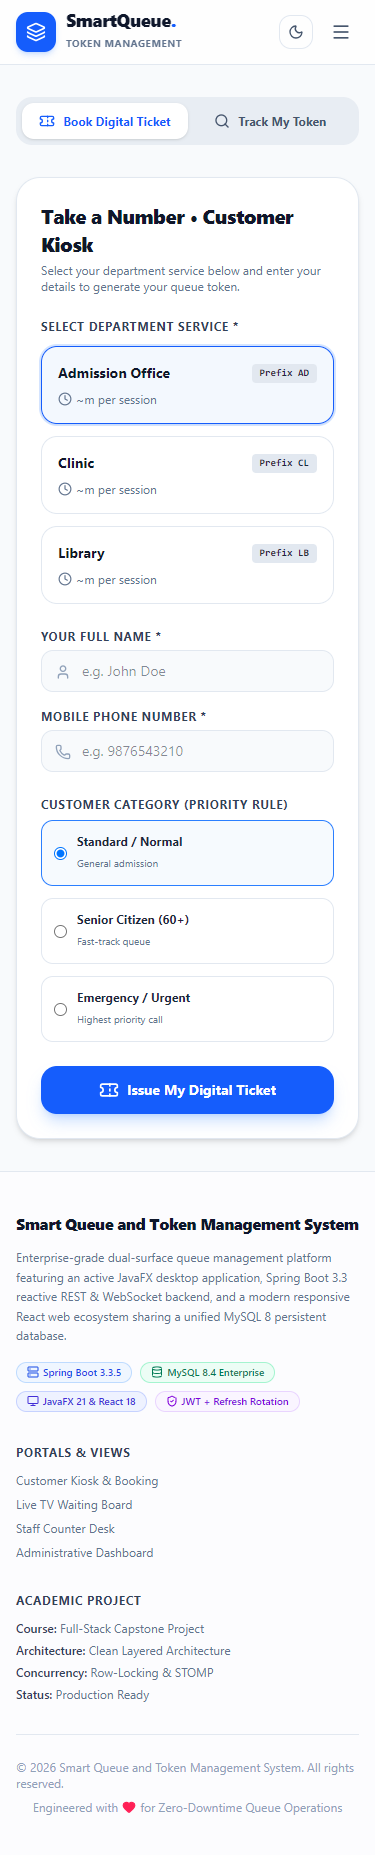 SmartQueue.
TOKEN MANAGEMENT
Book Digital Ticket
Track My Token
Take a Number • Customer
Kiosk
Select your department service below and enter your
details to generate your queue token.
SELECT DEPARTMENT SERVICE *
Admission Office
Prefix AD
~m per session
Clinic
Prefix CL
~m per session
Library
Prefix LB
~m per session
YOUR FULL NAME *
e.g. John Doe
MOBILE PHONE NUMBER *
e.g. 9876543210
CUSTOMER CATEGORY (PRIORITY RULE)
Standard / Normal
General admission
Senior Citizen (60+)
Fast-track queue
Emergency / Urgent
Highest priority call
Issue My Digital Ticket
Smart Queue and Token Management System
Enterprise-grade dual-surface queue management platform
featuring an active JavaFX desktop application, Spring Boot 3.3
reactive REST & WebSocket backend, and a modern responsive
React web ecosystem sharing a unified MySQL 8 persistent
database.
Spring Boot 3.3.5
MySQL 8.4 Enterprise
JavaFX 21 & React 18
JWT + Refresh Rotation
PORTALS & VIEWS
Customer Kiosk & Booking
Live TV Waiting Board
Staff Counter Desk
Administrative Dashboard
ACADEMIC PROJECT
Course: Full-Stack Capstone Project
Architecture: Clean Layered Architecture
Concurrency: Row-Locking & STOMP
Status: Production Ready
© 2026 Smart Queue and Token Management System. All rights
reserved.
Engineered with ❤ for Zero-Downtime Queue Operations